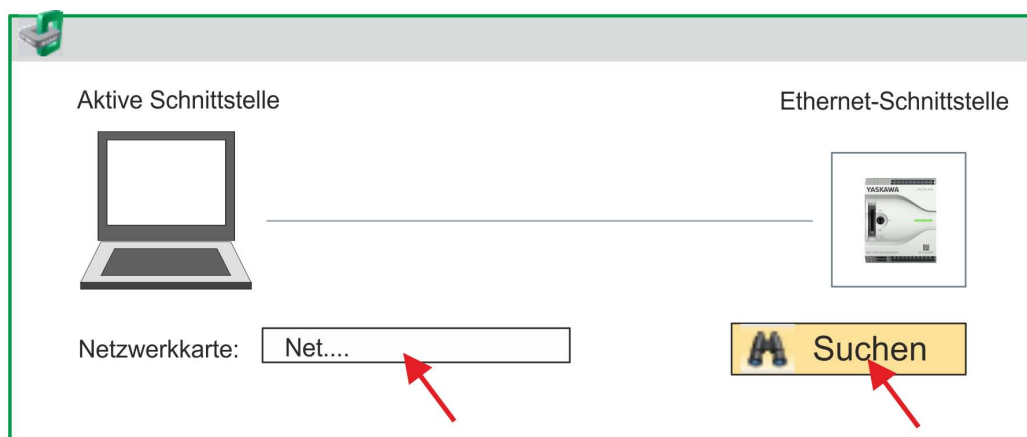 Aktive Schnittstelle
Ethernet-Schnittstelle
YASKAWA
Netzwerkkarte:
Net....
Suchen